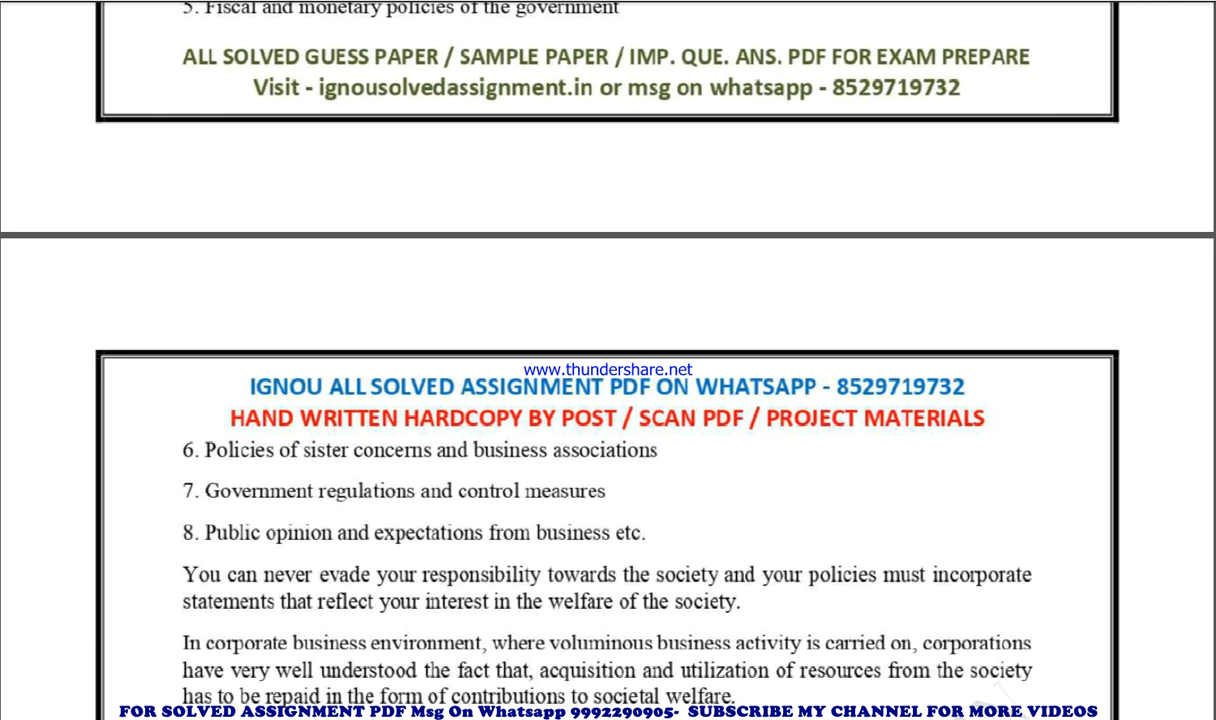 5. Fiscal and monetary policies of the government
ALL SOLVED GUESS PAPER / SAMPLE PAPER / IMP. QUE. ANS. PDF FOR EXAM PREPARE
Visit - ignousolvedassignment.in or msg on whatsapp - 8529719732
www.thundershare.net
IGNOU ALL SOLVED ASSIGNMENT PDF ON WHATSAPP - 8529719732
HAND WRITTEN HARDCOPY BY POST / SCAN PDF / PROJECT MATERIALS
6. Policies of sister concerns and business associations
7. Government regulations and control measures
8. Public opinion and expectations from business etc.
You can never evade your responsibility towards the society and your policies must incorporate
statements that reflect your interest in the welfare of the society.
In corporate business environment, where voluminous business activity is carried on, corporations
have very well understood the fact that, acquisition and utilization of resources from the society
has to be repaid in the form of contributions to societal welfare.
FOR SOLVED ASSIGNMENT PDF Msg On Whatsapp 9992290905- SUBSCRIBE MY CHANNEL FOR MORE VIDEOS